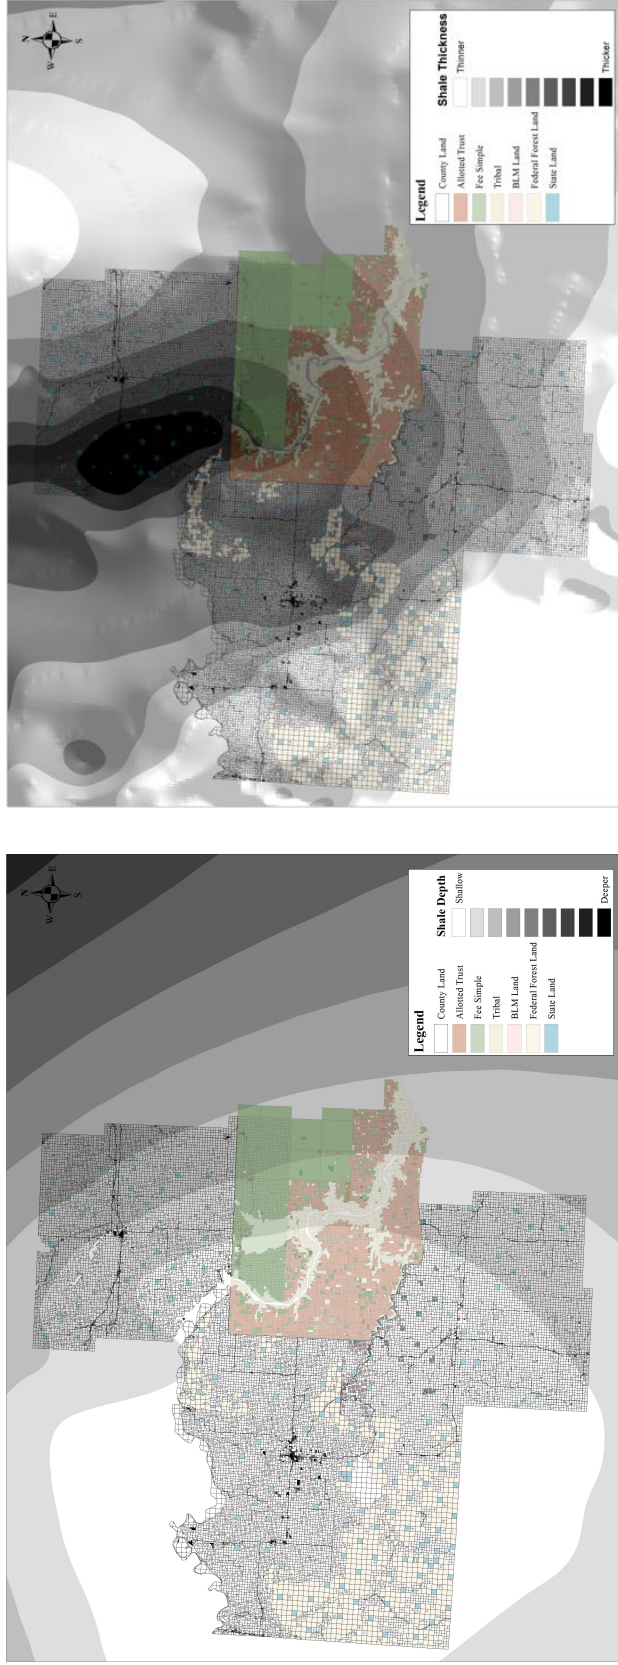 N
E
S
W
Legend
County Land
Allotted Trust
Fee Simple
Tribal
BLM Land
Federal Forest Land
State Land
Shale Thickness
Thinner
Thicker
N
E
S
W
Legend
County Land
Allotted Trust
Fee Simple
Tribal
BLM Land
Federal Forest Land
State Land
Shale Depth
Shallow
Deeper